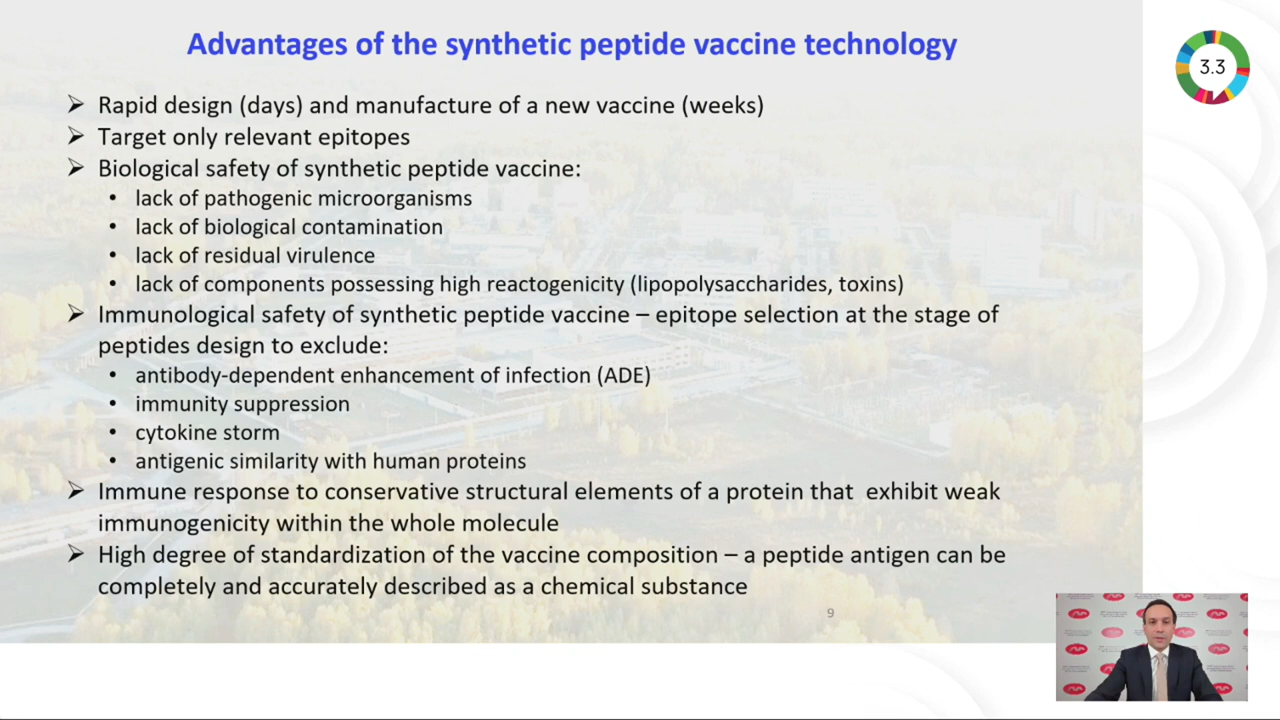 Advantages of the synthetic peptide vaccine technology
3.3
➢ Rapid design (days) and manufacture of a new vaccine (weeks)
➢ Target only relevant epitopes
➢ Biological safety of synthetic peptide vaccine:
• lack of pathogenic microorganisms
• lack of biological contamination
• lack of residual virulence
• lack of components possessing high reactogenicity (lipopolysaccharides, toxins)
➢ Immunological safety of synthetic peptide vaccine – epitope selection at the stage of
peptides design to exclude:
• antibody-dependent enhancement of infection (ADE)
• immunity suppression
• cytokine storm
• antigenic similarity with human proteins
➢ Immune response to conservative structural elements of a protein that exhibit weak
immunogenicity within the whole molecule
➢ High degree of standardization of the vaccine composition – a peptide antigen can be
completely and accurately described as a chemical substance
9